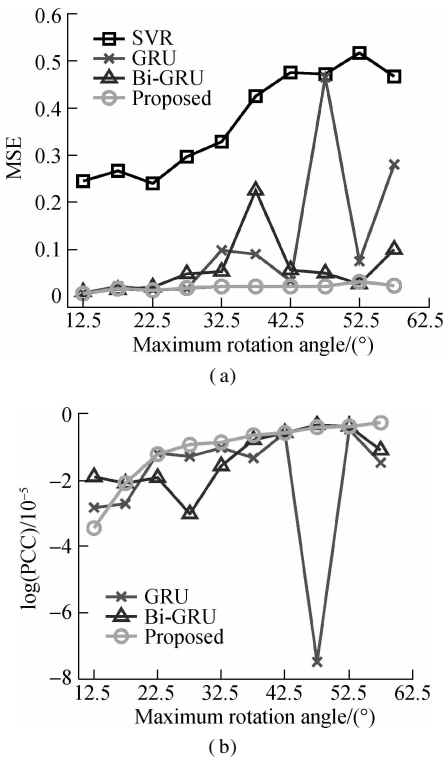 0.6
0.5
0.4
0.3
0.2
0.1
0
MSE
SVR
GRU
Bi-GRU
Proposed
12.5 22.5 32.5 42.5 52.5 62.5
Maximum rotation angle/(°)
(a)
0
−2
−4
−6
−8
log(PCC)/10⁻⁵
GRU
Bi-GRU
Proposed
12.5 22.5 32.5 42.5 52.5 62.5
Maximum rotation angle/(°)
(b)